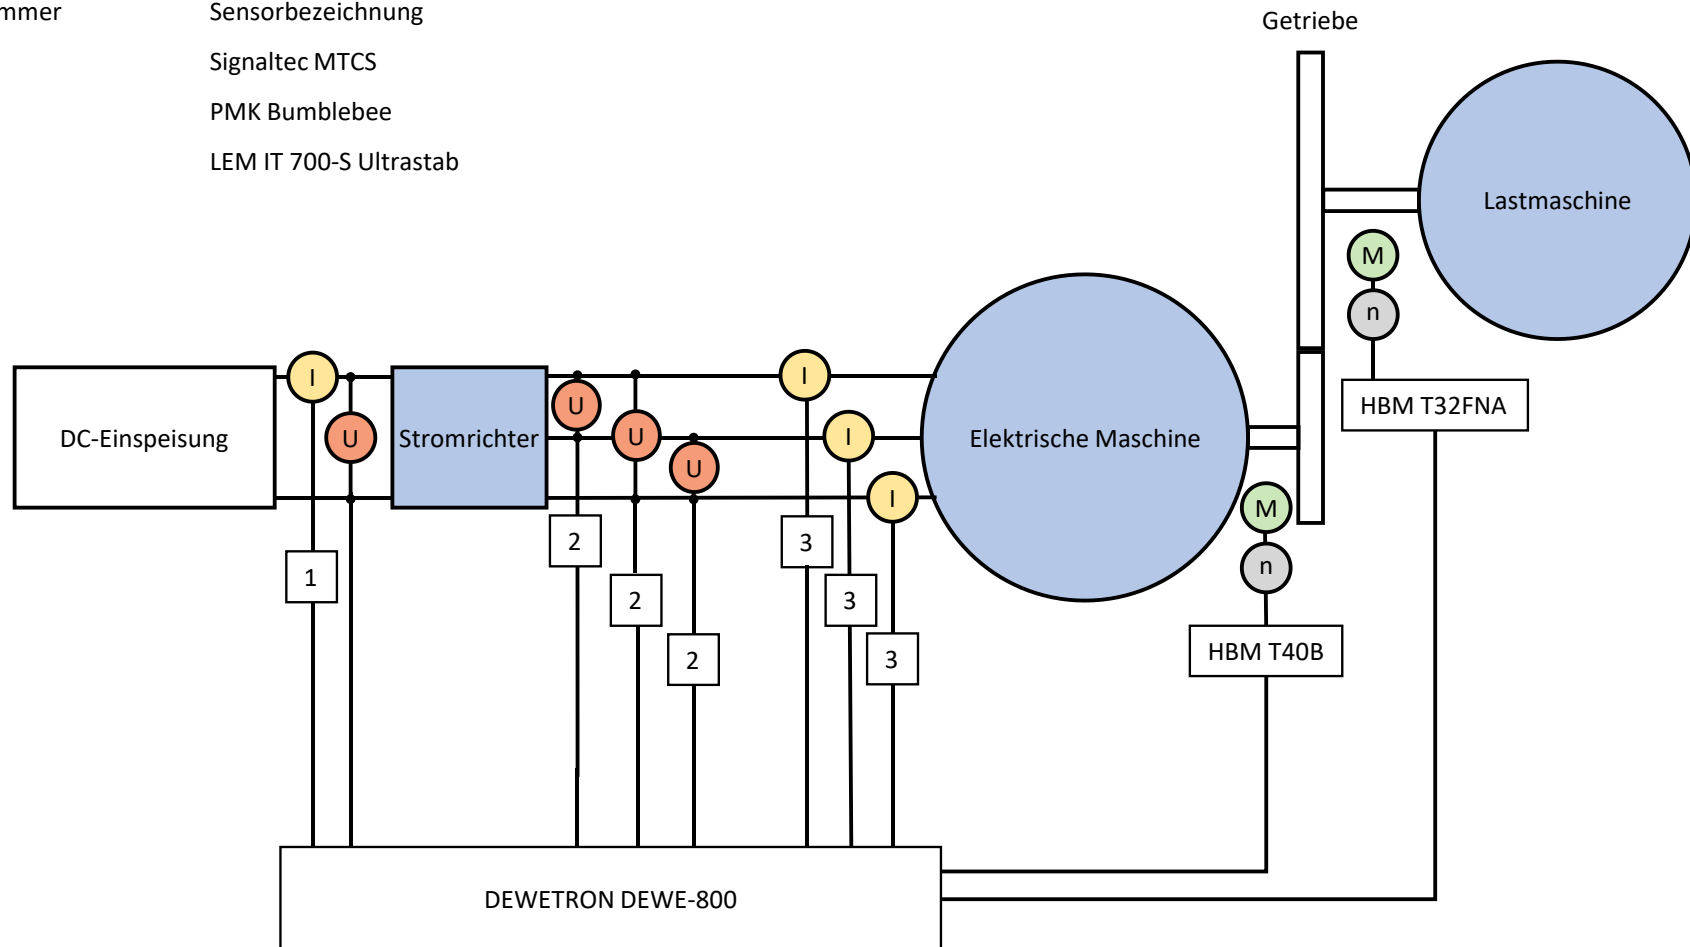 Sensorbezeichnung
Signaltec MTCS
PMK Bumblebee
LEM IT 700-S Ultrastab
Getriebe
Lastmaschine
M
n
HBM T32FNA
DC-Einspeisung
I
U
Stromrichter
U
U
U
I
I
I
Elektrische Maschine
M
n
HBM T40B
1
2
2
2
3
3
3
DEWETRON DEWE-800